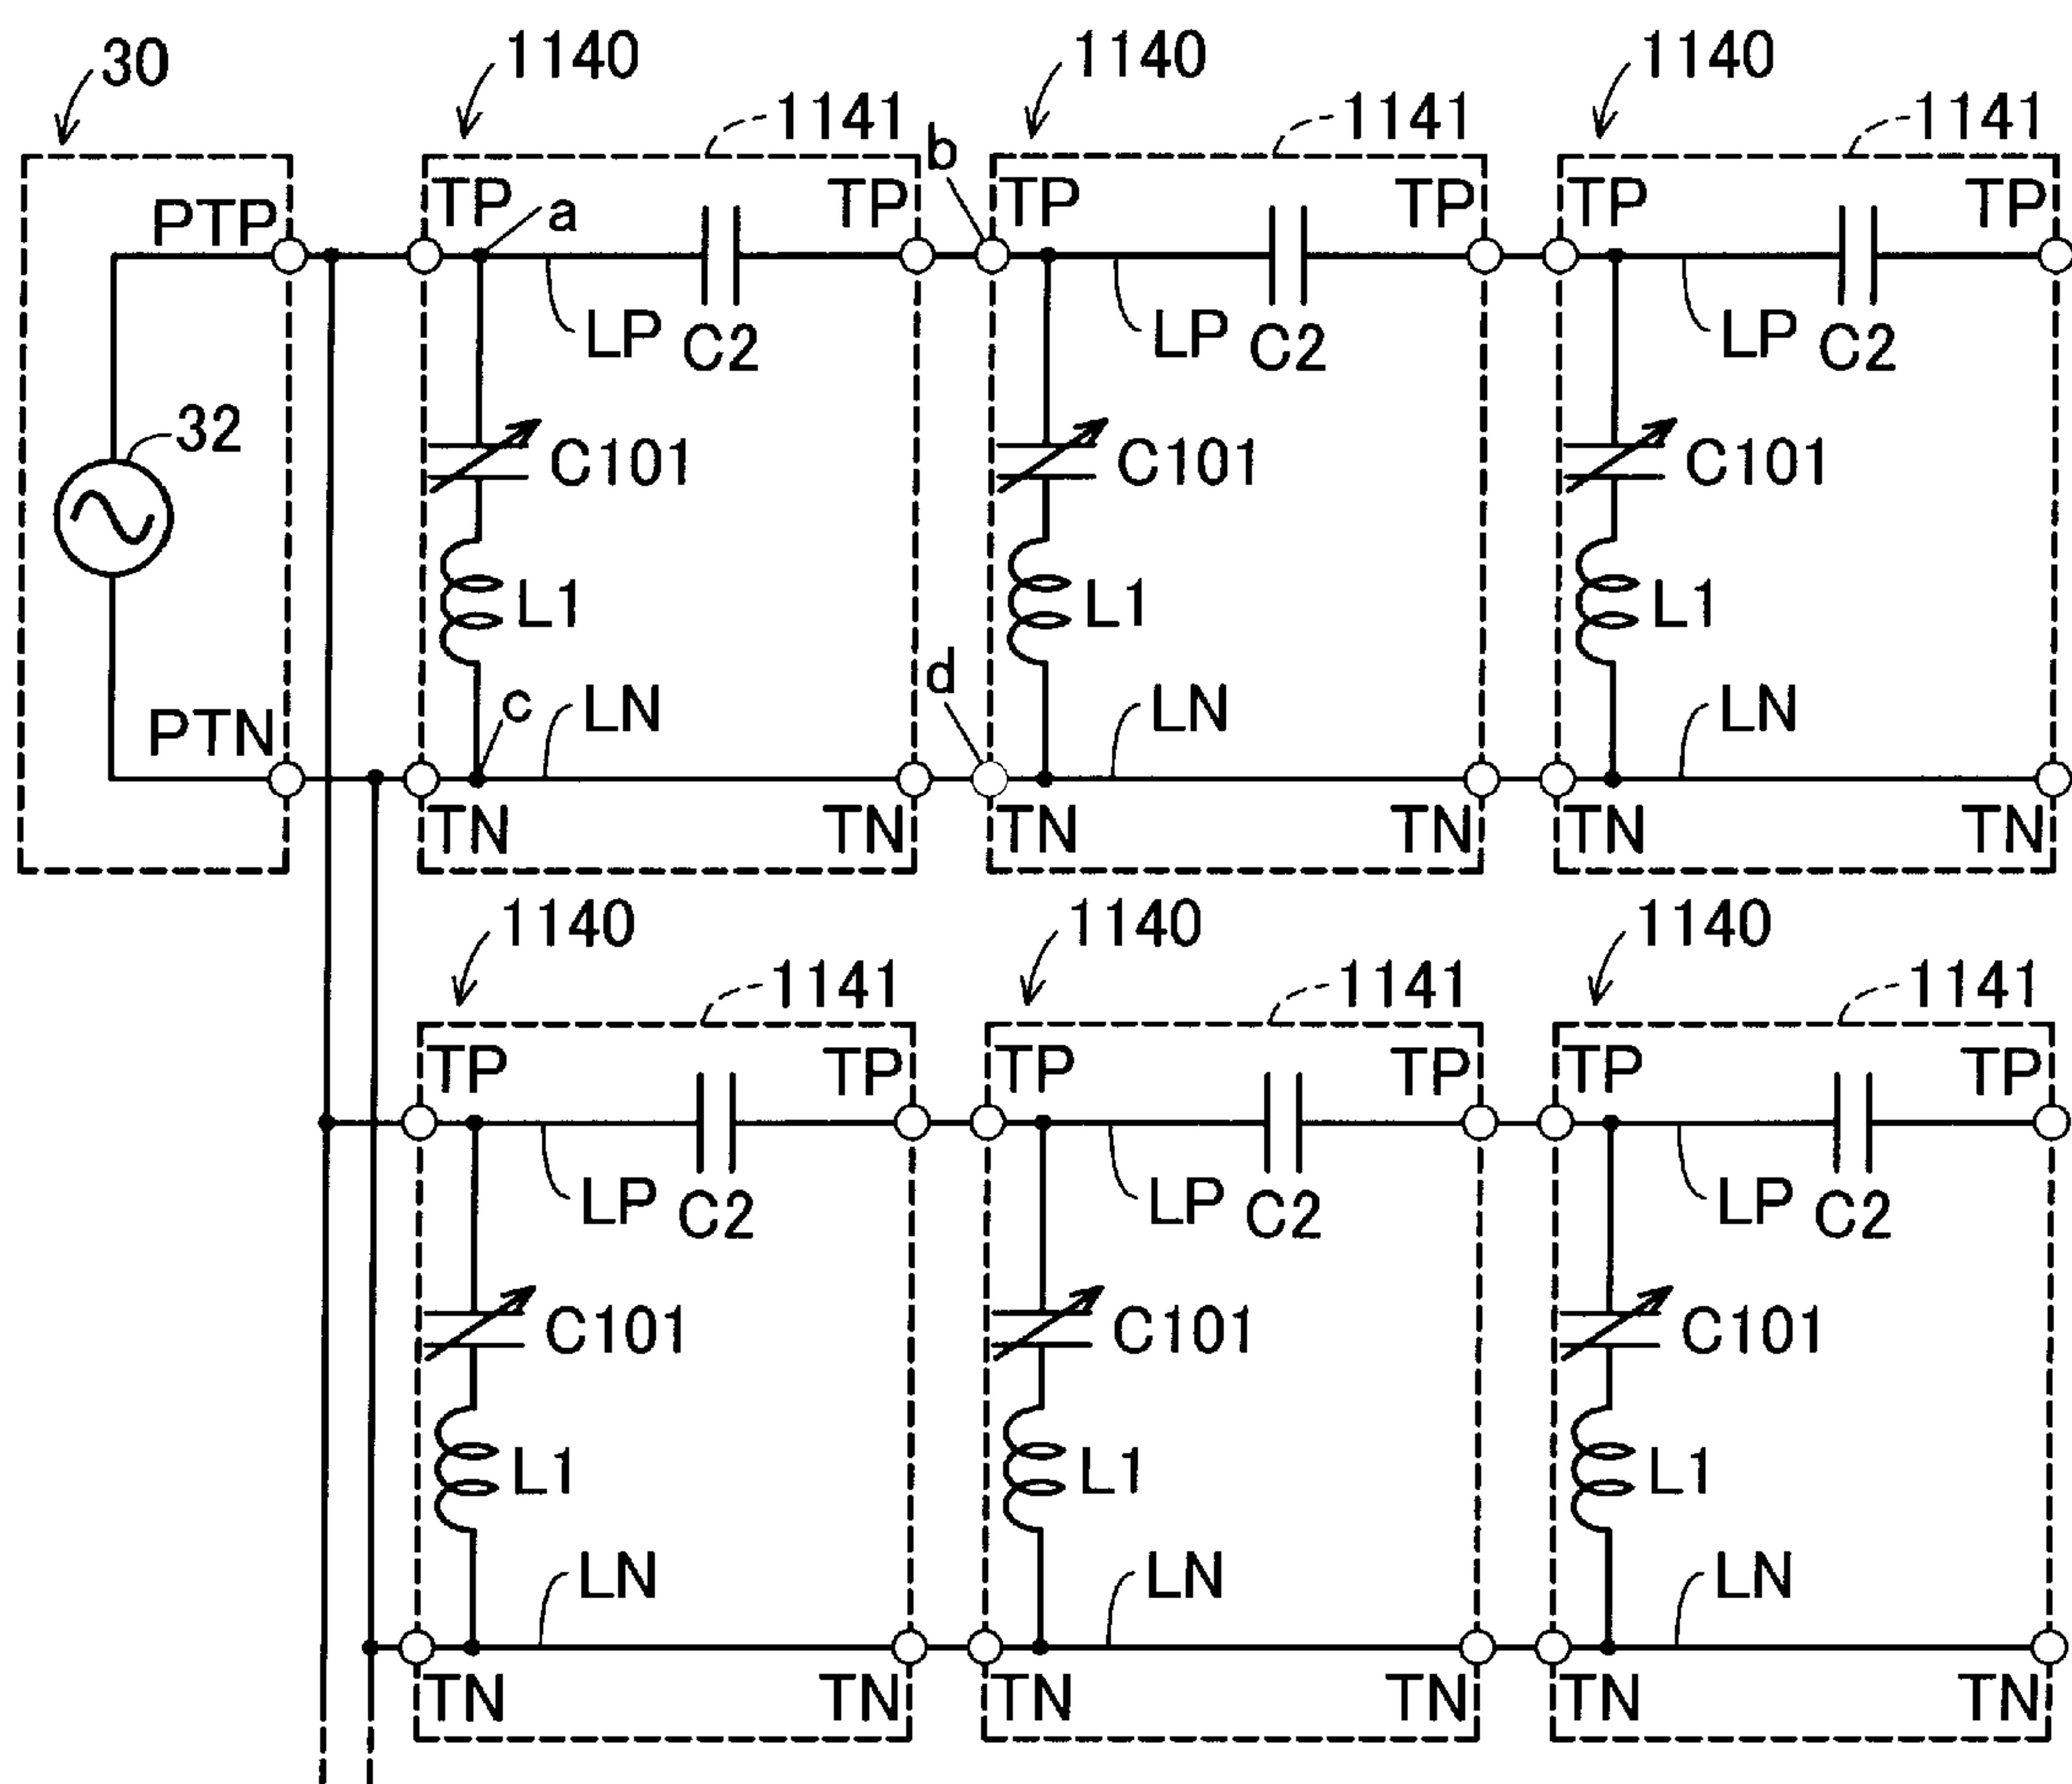 30 1140 1140 1140
1141 b 1141 1141
PTP TP a TP TP TP TP TP
LP C2 LP C2 LP C2
32 C101 C101 C101
L1 L1 L1
PTN c LN d LN LN
TN TN TN TN TN TN
1140 1140 1140
1141 1141 1141
TP TP TP TP TP TP
LP C2 LP C2 LP C2
C101 C101 C101
L1 L1 L1
LN LN LN
TN TN TN TN TN TN